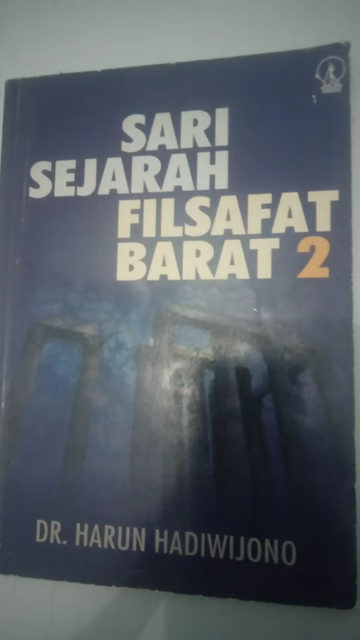 SARI
SEJARAH
FILSAFAT
BARAT 2
DR. HARUN HADIWIJONO